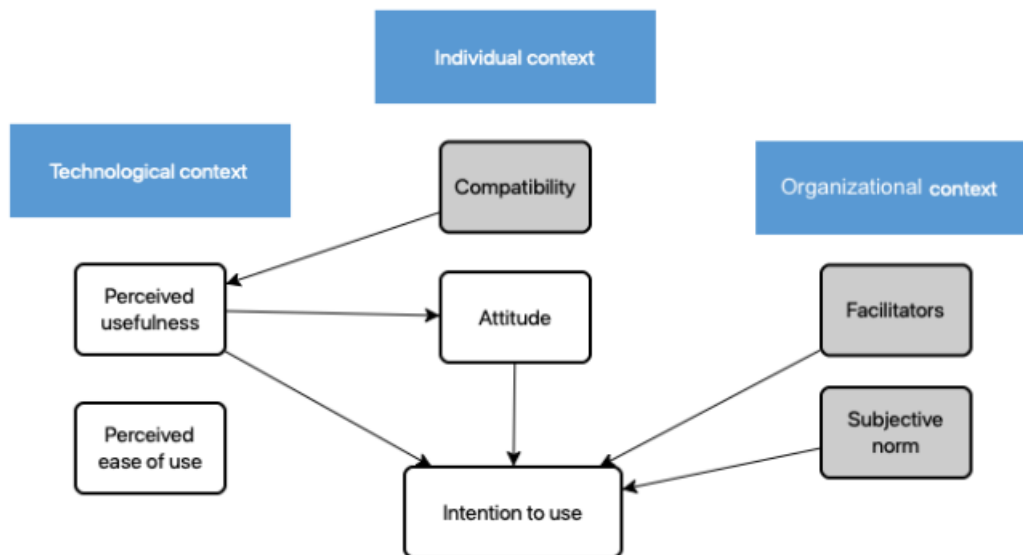 Individual context
Technological context
Compatibility
Organizational context
Perceived
usefulness
Attitude
Facilitators
Perceived
ease of use
Subjective
norm
Intention to use